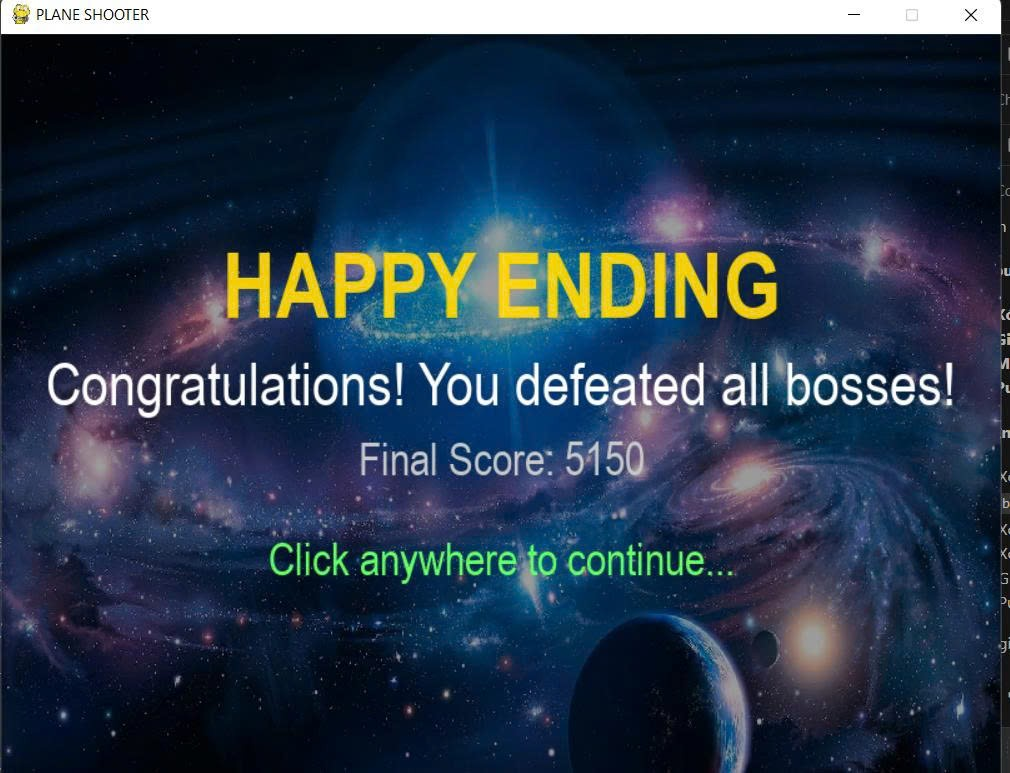 PLANE SHOOTER
HAPPY ENDING
Congratulations! You defeated all bosses!
Final Score: 5150
Click anywhere to continue...